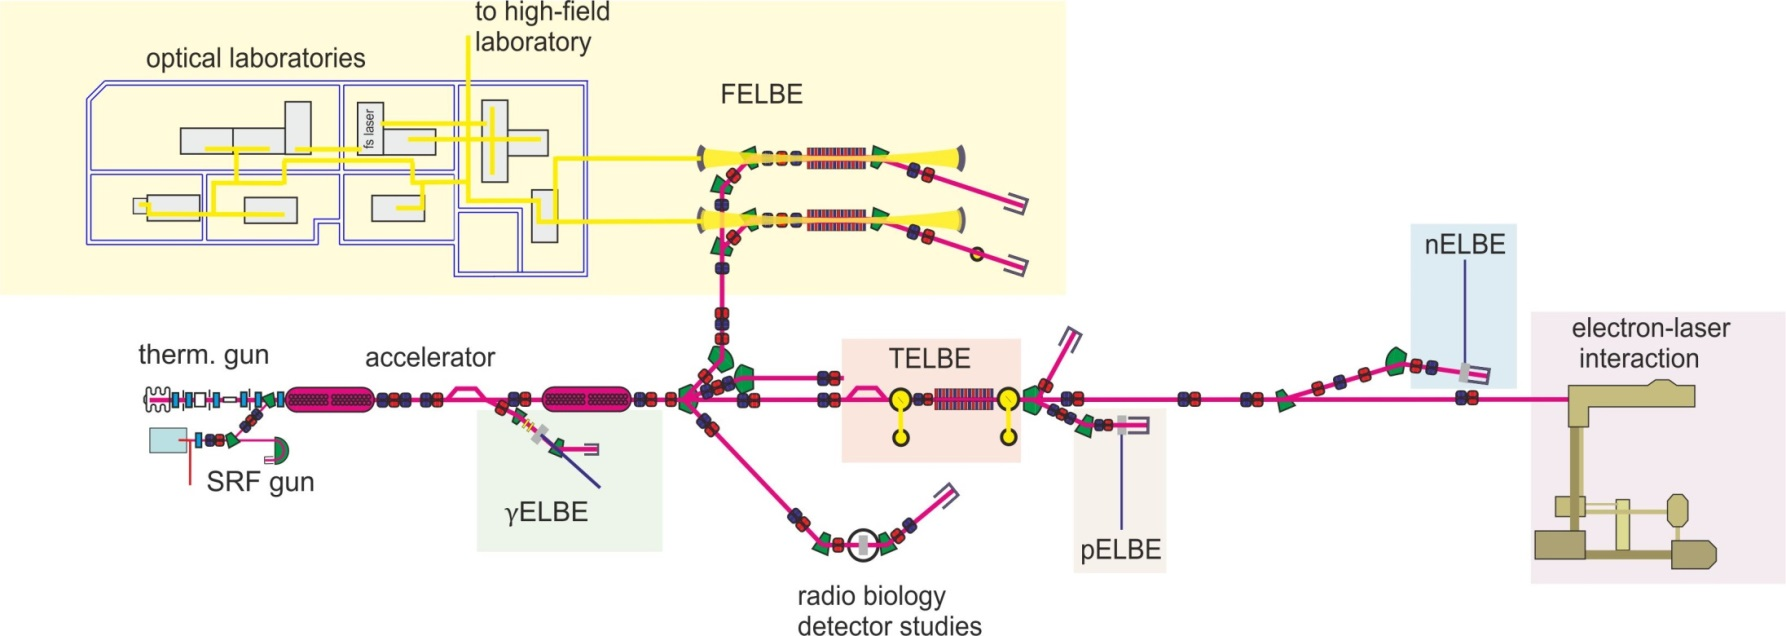 to high-field
laboratory
optical laboratories
FELBE
fs laser
nELBE
electron-laser
interaction
therm. gun
accelerator
TELBE
SRF gun
γELBE
pELBE
radio biology
detector studies